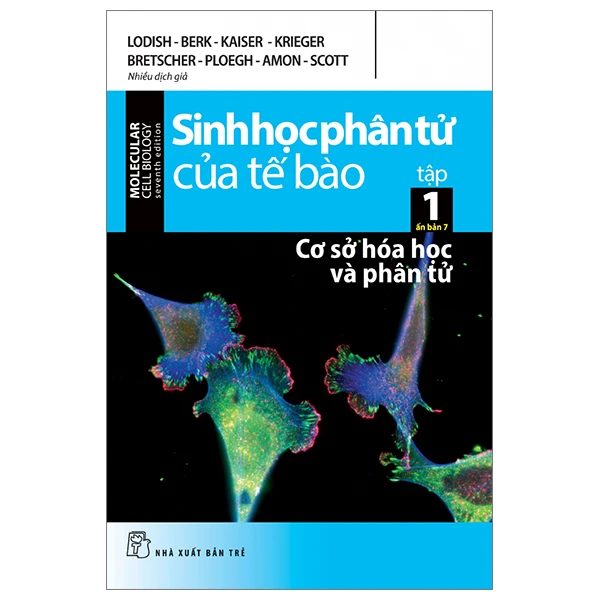 LODISH - BERK - KAISER - KRIEGER
BRETSCHER - PLOEGH - AMON - SCOTT
Nhiều dịch giả
MOLECULAR
CELL BIOLOGY
seventh edition
Sinh học phân tử
của tế bào
tập
1
ấn bản 7
Cơ sở hóa học
và phân tử
NHÀ XUẤT BẢN TRẺ